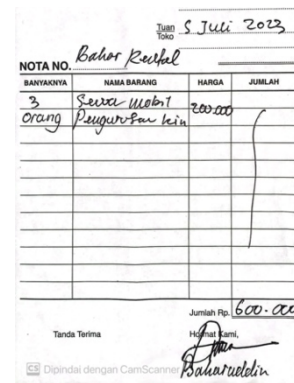 Tuan 5 Juli 2023
Toko
NOTA NO. Bahar Rental
BANYAKNYA NAMA BARANG HARGA JUMLAH
3 Sewa mobil 200.000
orang Pengurusan
Jumlah Rp. 600.000
Tanda Terima Hormat Kami,
Baharuddin
CS Dipindai dengan CamScanner